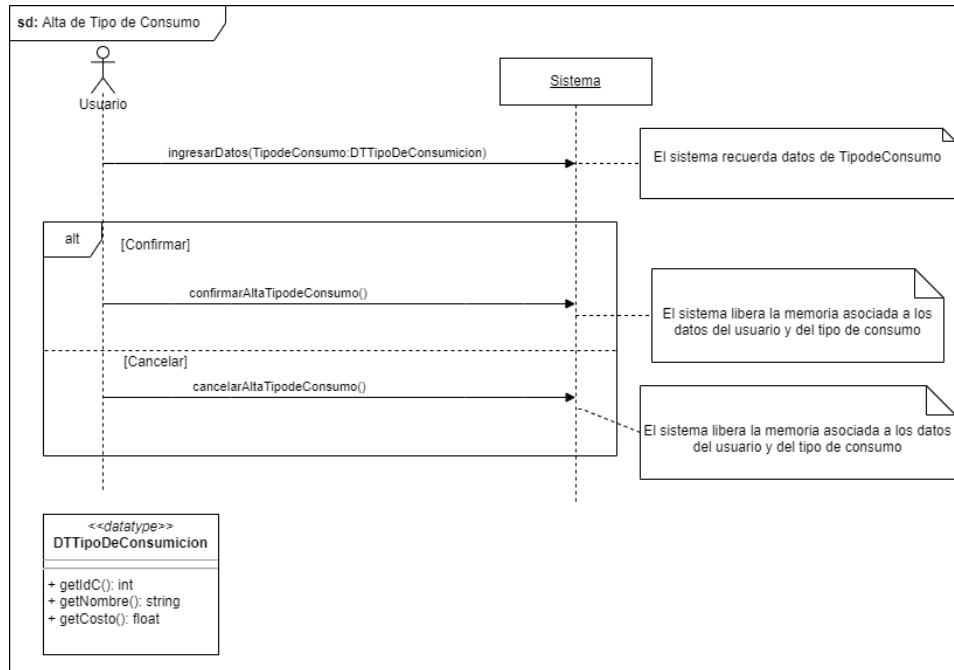 sd: Alta de Tipo de Consumo
Usuario
Sistema
ingresarDatos(TipodeConsumo:DTTipoDeConsumicion)
El sistema recuerda datos de TipodeConsumo
alt
[Confirmar]
confirmarAltaTipodeConsumo()
El sistema libera la memoria asociada a los
datos del usuario y del tipo de consumo
[Cancelar]
cancelarAltaTipodeConsumo()
El sistema libera la memoria asociada a los datos
del usuario y del tipo de consumo
<<datatype>>
DTTipoDeConsumicion
+ getIdC(): int
+ getNombre(): string
+ getCosto(): float